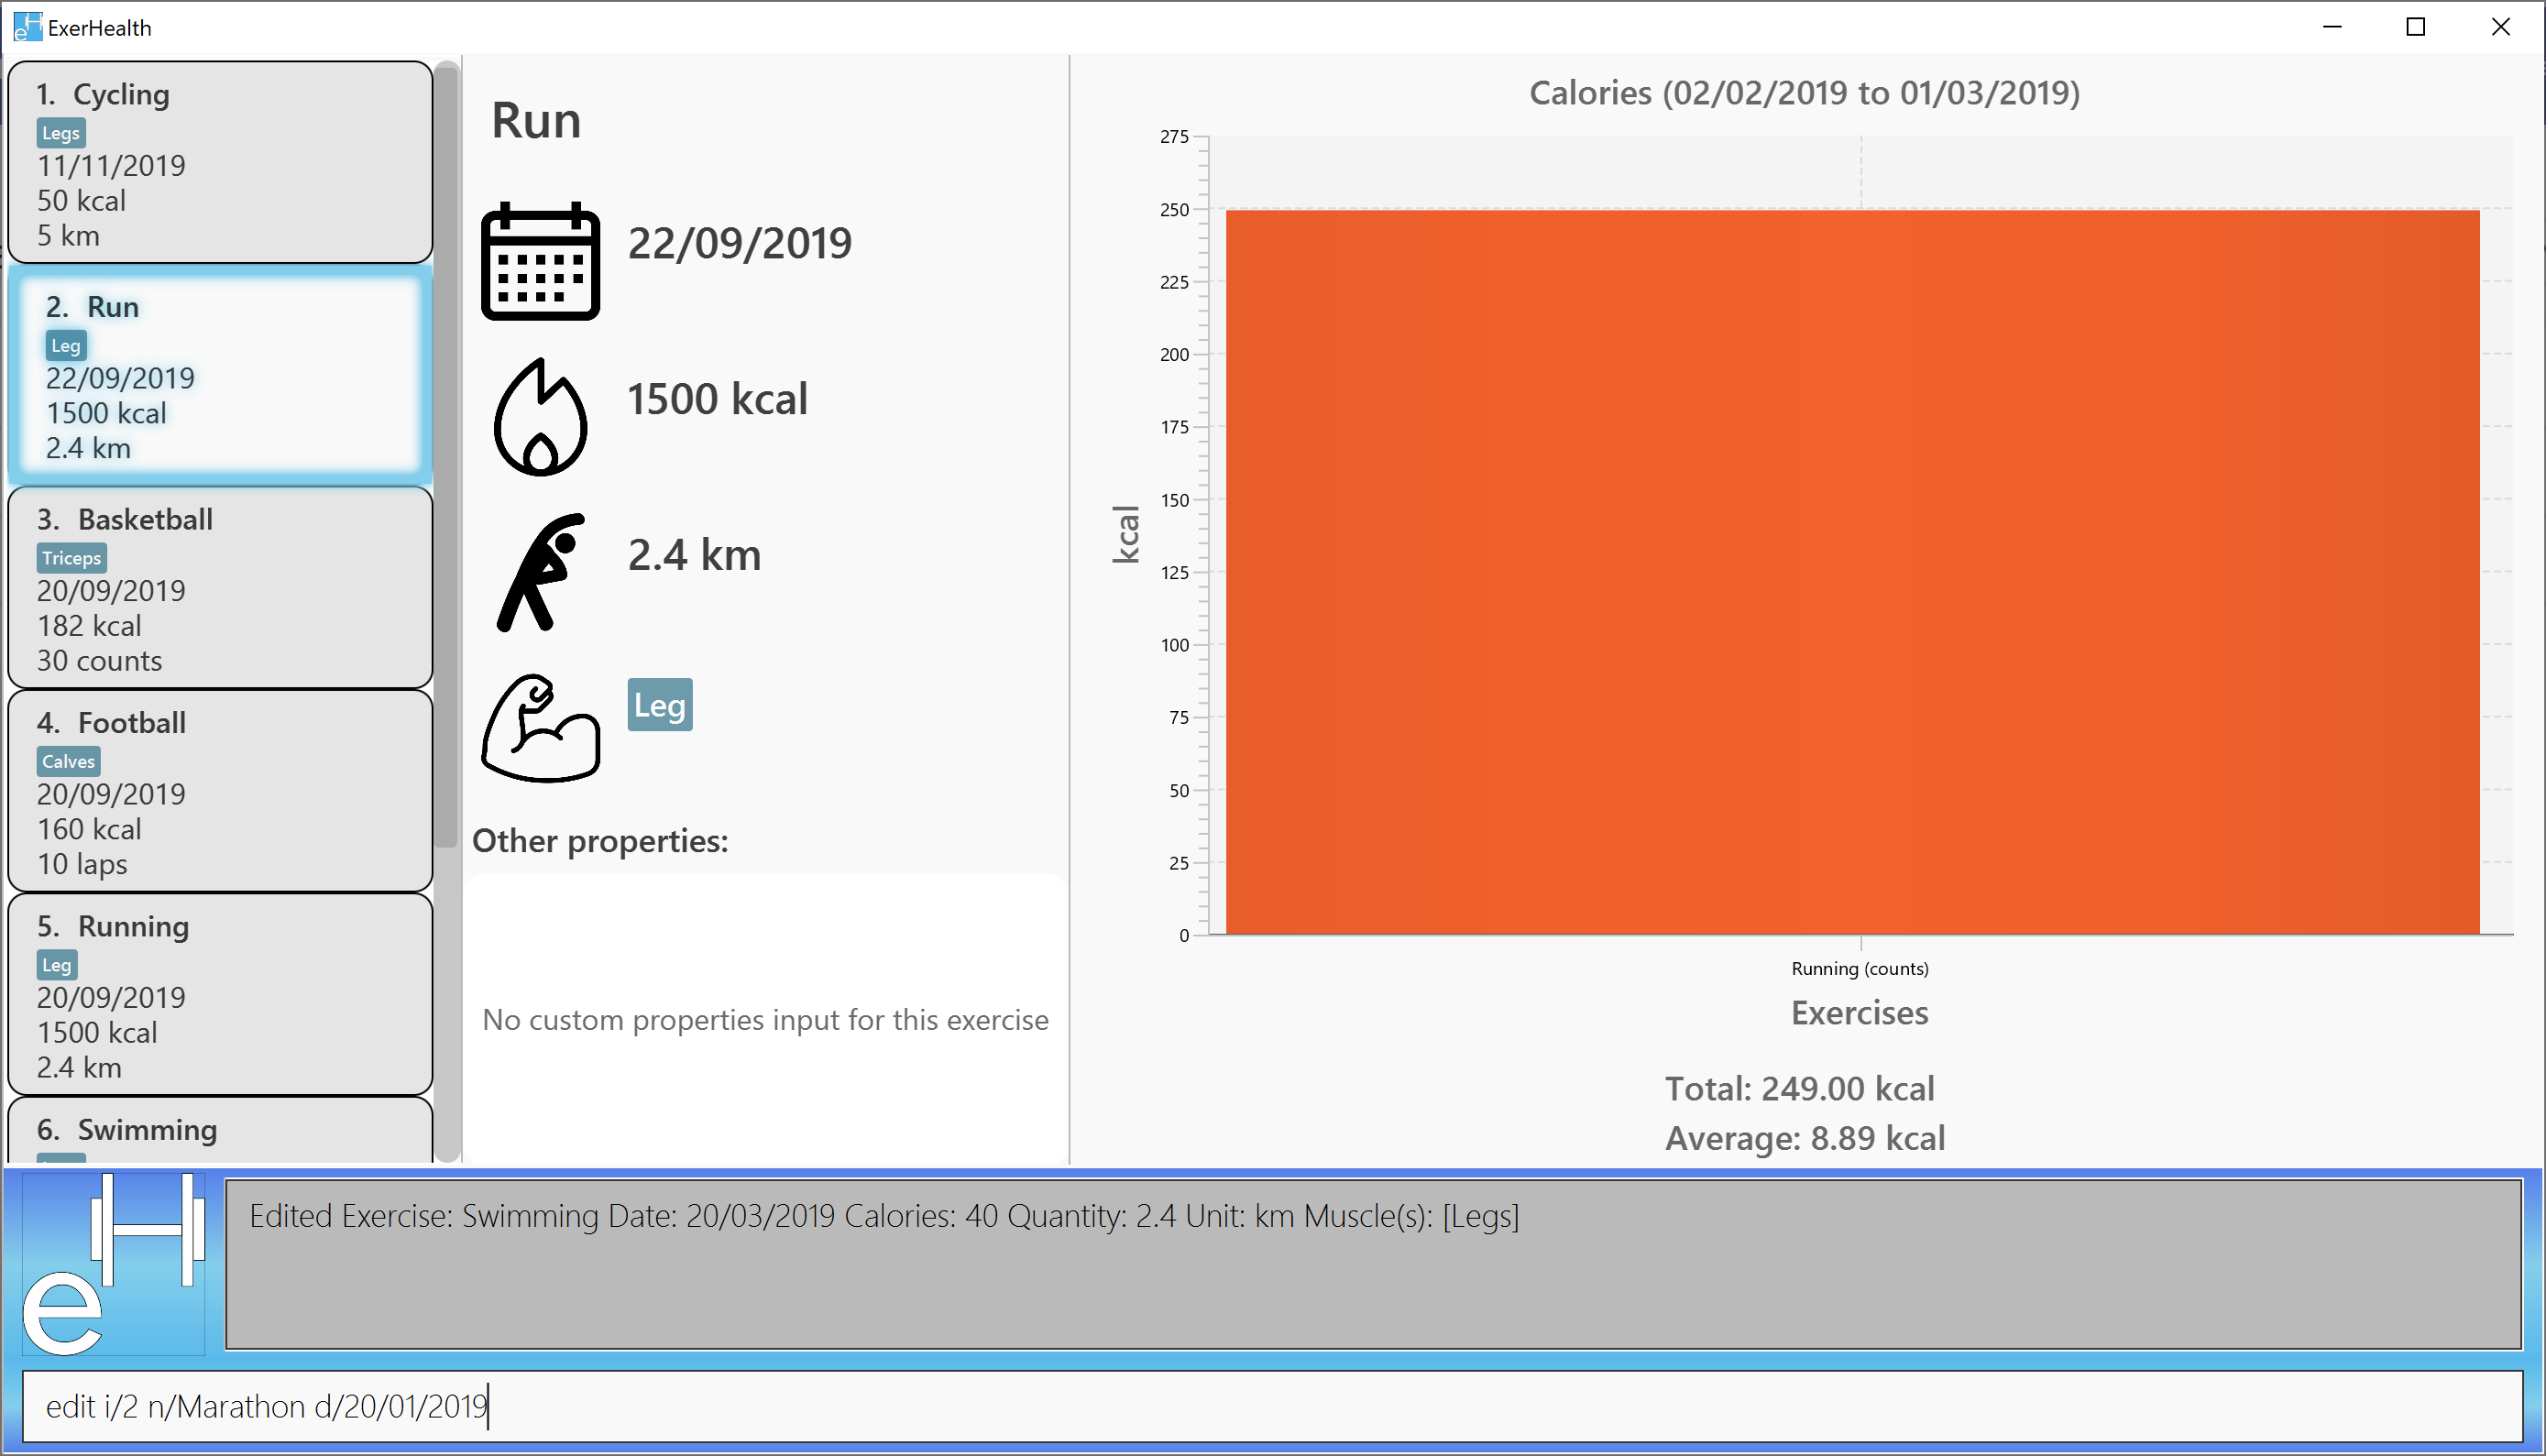 eH ExerHealth
1. Cycling
Legs
11/11/2019
50 kcal
5 km
2. Run
Leg
22/09/2019
1500 kcal
2.4 km
3. Basketball
Triceps
20/09/2019
182 kcal
30 counts
4. Football
Calves
20/09/2019
160 kcal
10 laps
5. Running
Leg
20/09/2019
1500 kcal
2.4 km
6. Swimming
Run
22/09/2019
1500 kcal
2.4 km
Leg
Other properties:
No custom properties input for this exercise
Calories (02/02/2019 to 01/03/2019)
275
250
225
200
175
150
125
100
75
50
25
0
kcal
Running (counts)
Exercises
Total: 249.00 kcal
Average: 8.89 kcal
eH
Edited Exercise: Swimming Date: 20/03/2019 Calories: 40 Quantity: 2.4 Unit: km Muscle(s): [Legs]
edit i/2 n/Marathon d/20/01/2019